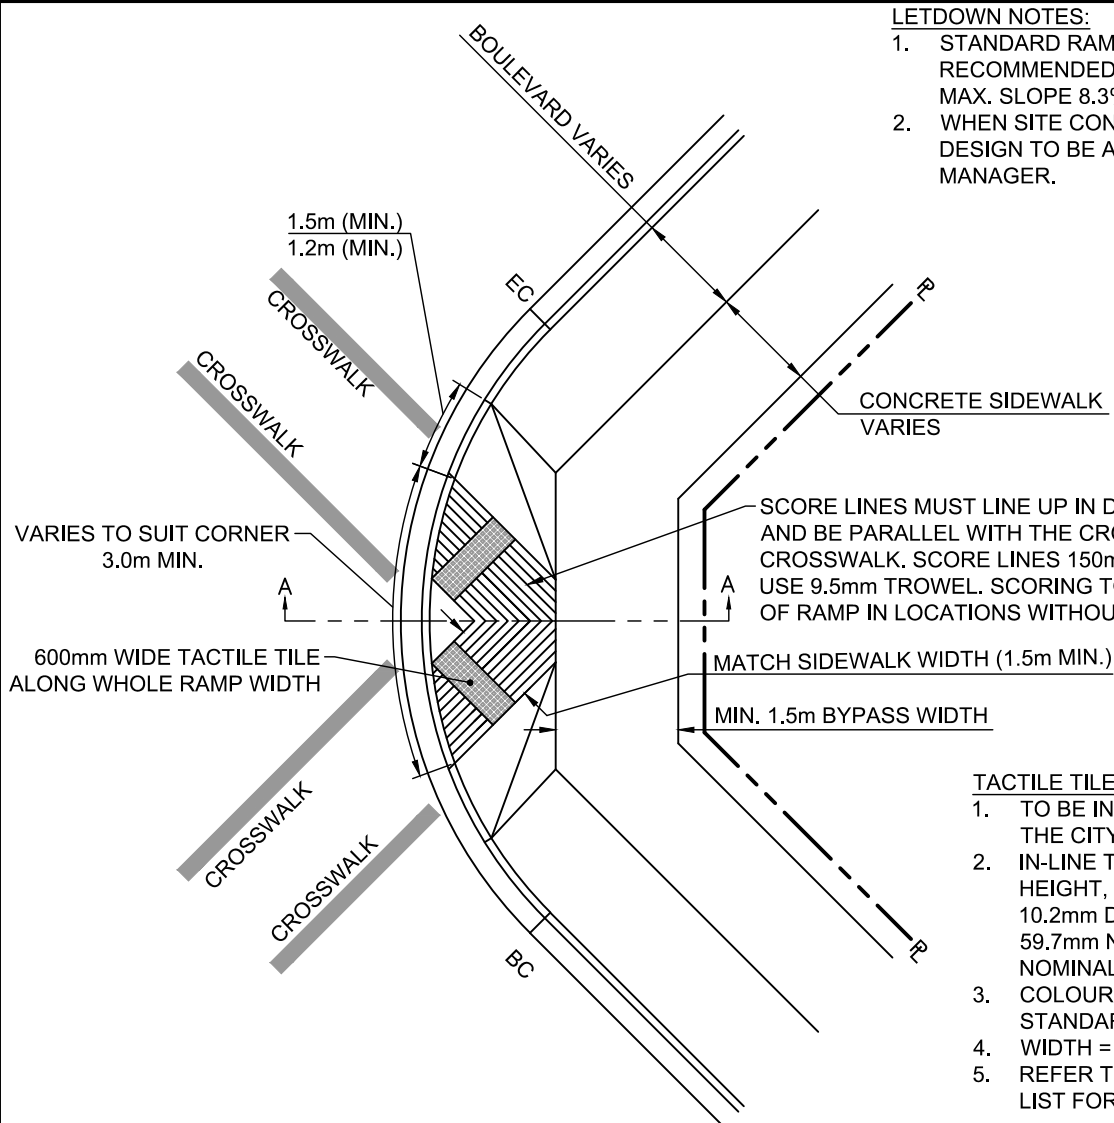 LETDOWN NOTES:
1. STANDARD RAM
RECOMMENDED
MAX. SLOPE 8.3%
2. WHEN SITE CON
DESIGN TO BE A
MANAGER.
BOULEVARD VARIES
1.5m (MIN.)
1.2m (MIN.)
EC
CROSSWALK
CROSSWALK
PL
CONCRETE SIDEWALK
VARIES
SCORE LINES MUST LINE UP IN D
AND BE PARALLEL WITH THE CRO
CROSSWALK. SCORE LINES 150m
USE 9.5mm TROWEL. SCORING TO
OF RAMP IN LOCATIONS WITHOU
VARIES TO SUIT CORNER
3.0m MIN.
A
A
600mm WIDE TACTILE TILE
ALONG WHOLE RAMP WIDTH
MATCH SIDEWALK WIDTH (1.5m MIN.)
MIN. 1.5m BYPASS WIDTH
CROSSWALK
CROSSWALK
BC
PL
TACTILE TILE
1. TO BE IN
THE CITY
2. IN-LINE T
HEIGHT,
10.2mm D
59.7mm N
NOMINAL
3. COLOUR
STANDAR
4. WIDTH =
5. REFER T
LIST FOR